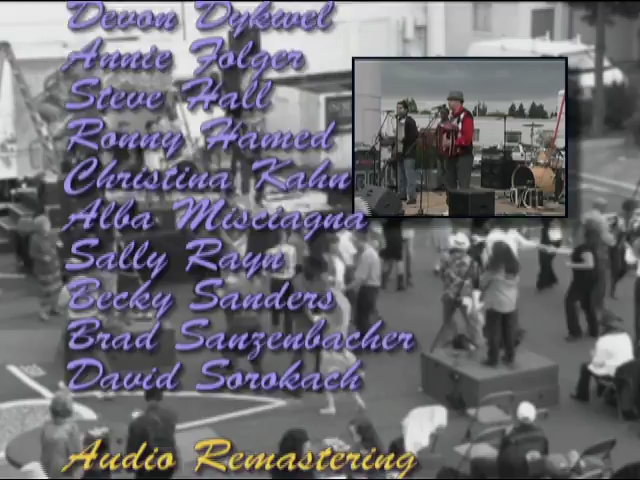 Devon Dykwel
Annie Folger
Steve Hall
Ronny Hamed
Christina Kahn
Alba Misciagna
Sally Rayn
Becky Sanders
Brad Sanzenbacher
David Sorokach
Audio Remastering